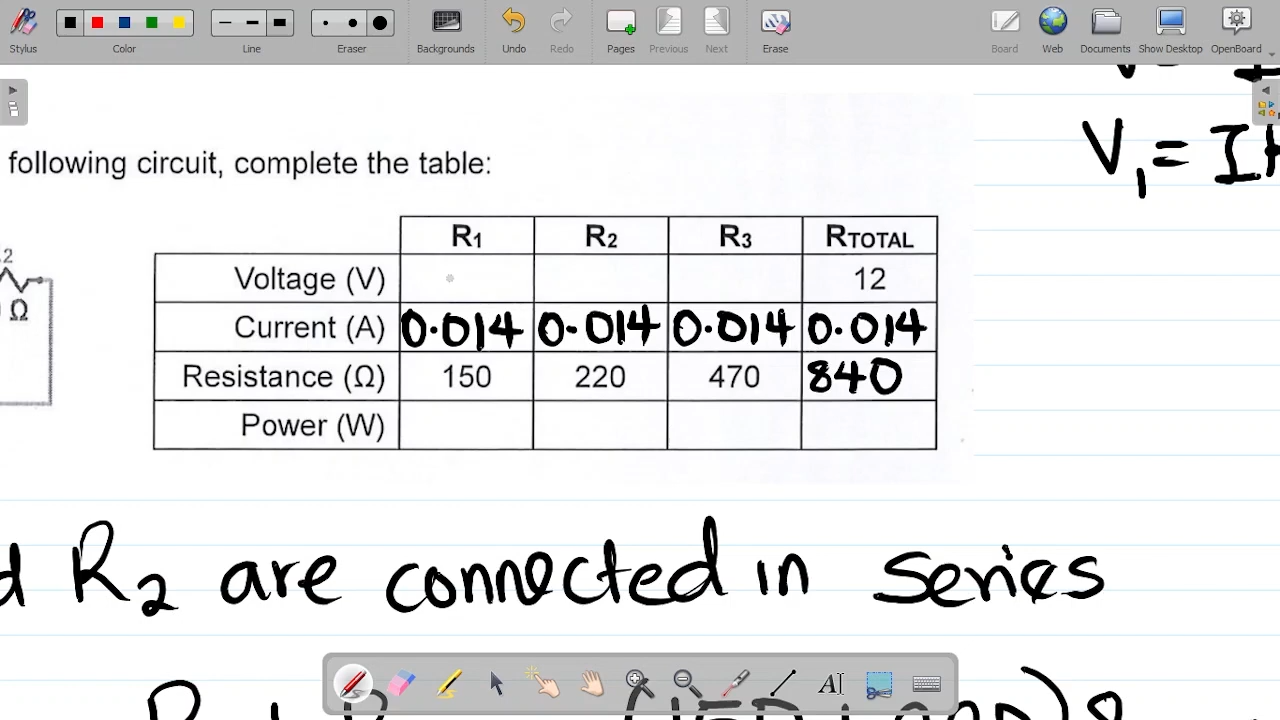 Stylus Color Line Eraser Backgrounds Undo Redo Pages Previous Next Erase Board Web Documents Show Desktop OpenBoard
V₁ = I
following circuit, complete the table:
R1 R2 R3 RTOTAL
2
Voltage (V) 12
Ω
Current (A) 0.014 0.014 0.014 0.014
Resistance (Ω) 150 220 470 840
Power (W)
R2 are connected in series